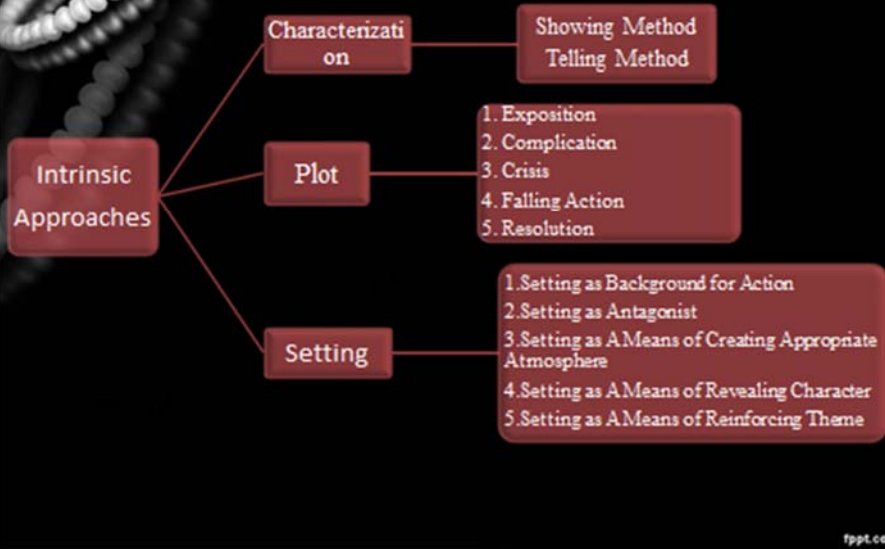 Intrinsic
Approaches
Characterizati
on
Showing Method
Telling Method
Plot
1. Exposition
2. Complication
3. Crisis
4. Falling Action
5. Resolution
Setting
1.Setting as Background for Action
2.Setting as Antagonist
3.Setting as A Means of Creating Appropriate
Atmosphere
4.Setting as A Means of Revealing Character
5.Setting as A Means of Reinforcing Theme
fppt.co